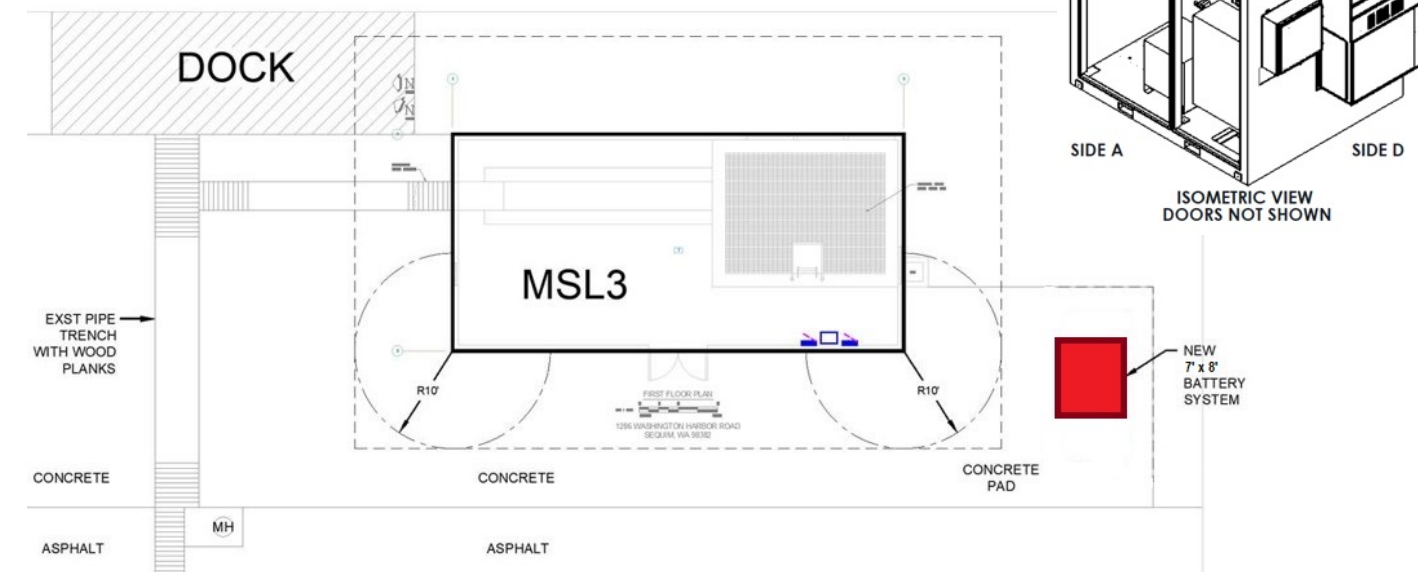 DOCK
SIDE A
SIDE D
ISOMETRIC VIEW
DOORS NOT SHOWN
MSL3
EXST PIPE
TRENCH
WITH WOOD
PLANKS
R10'
R10'
NEW
7' x 8'
BATTERY
SYSTEM
FIRST FLOOR PLAN
1286 WASHINGTON HARBOR ROAD
SEQUIM, WA 98382
CONCRETE
CONCRETE
CONCRETE
PAD
MH
ASPHALT
ASPHALT